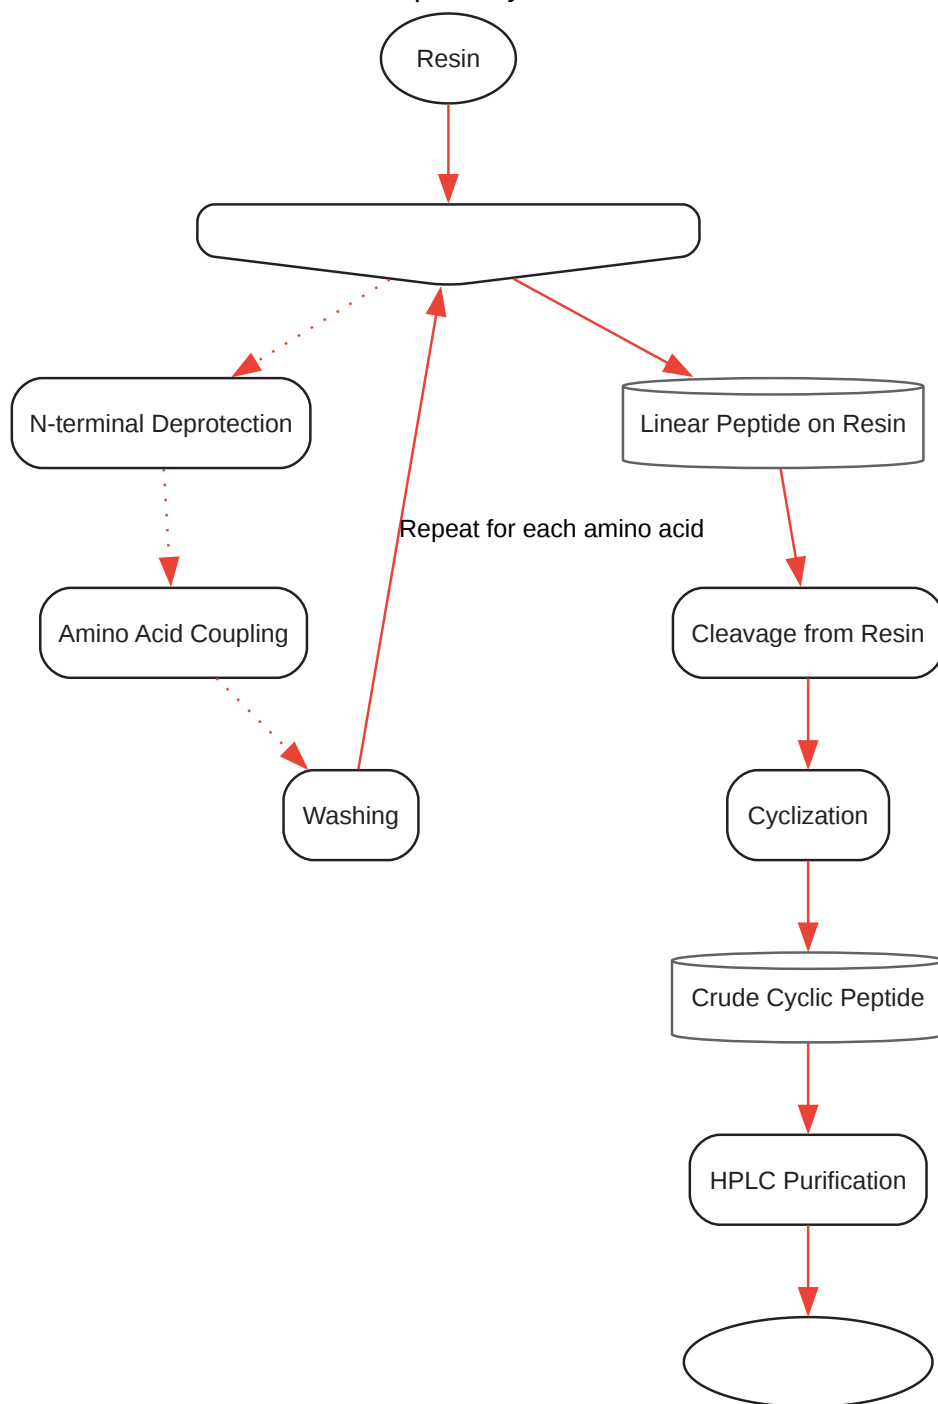 Resin
N-terminal Deprotection
Linear Peptide on Resin
Repeat for each amino acid
Amino Acid Coupling
Cleavage from Resin
Washing
Cyclization
Crude Cyclic Peptide
HPLC Purification